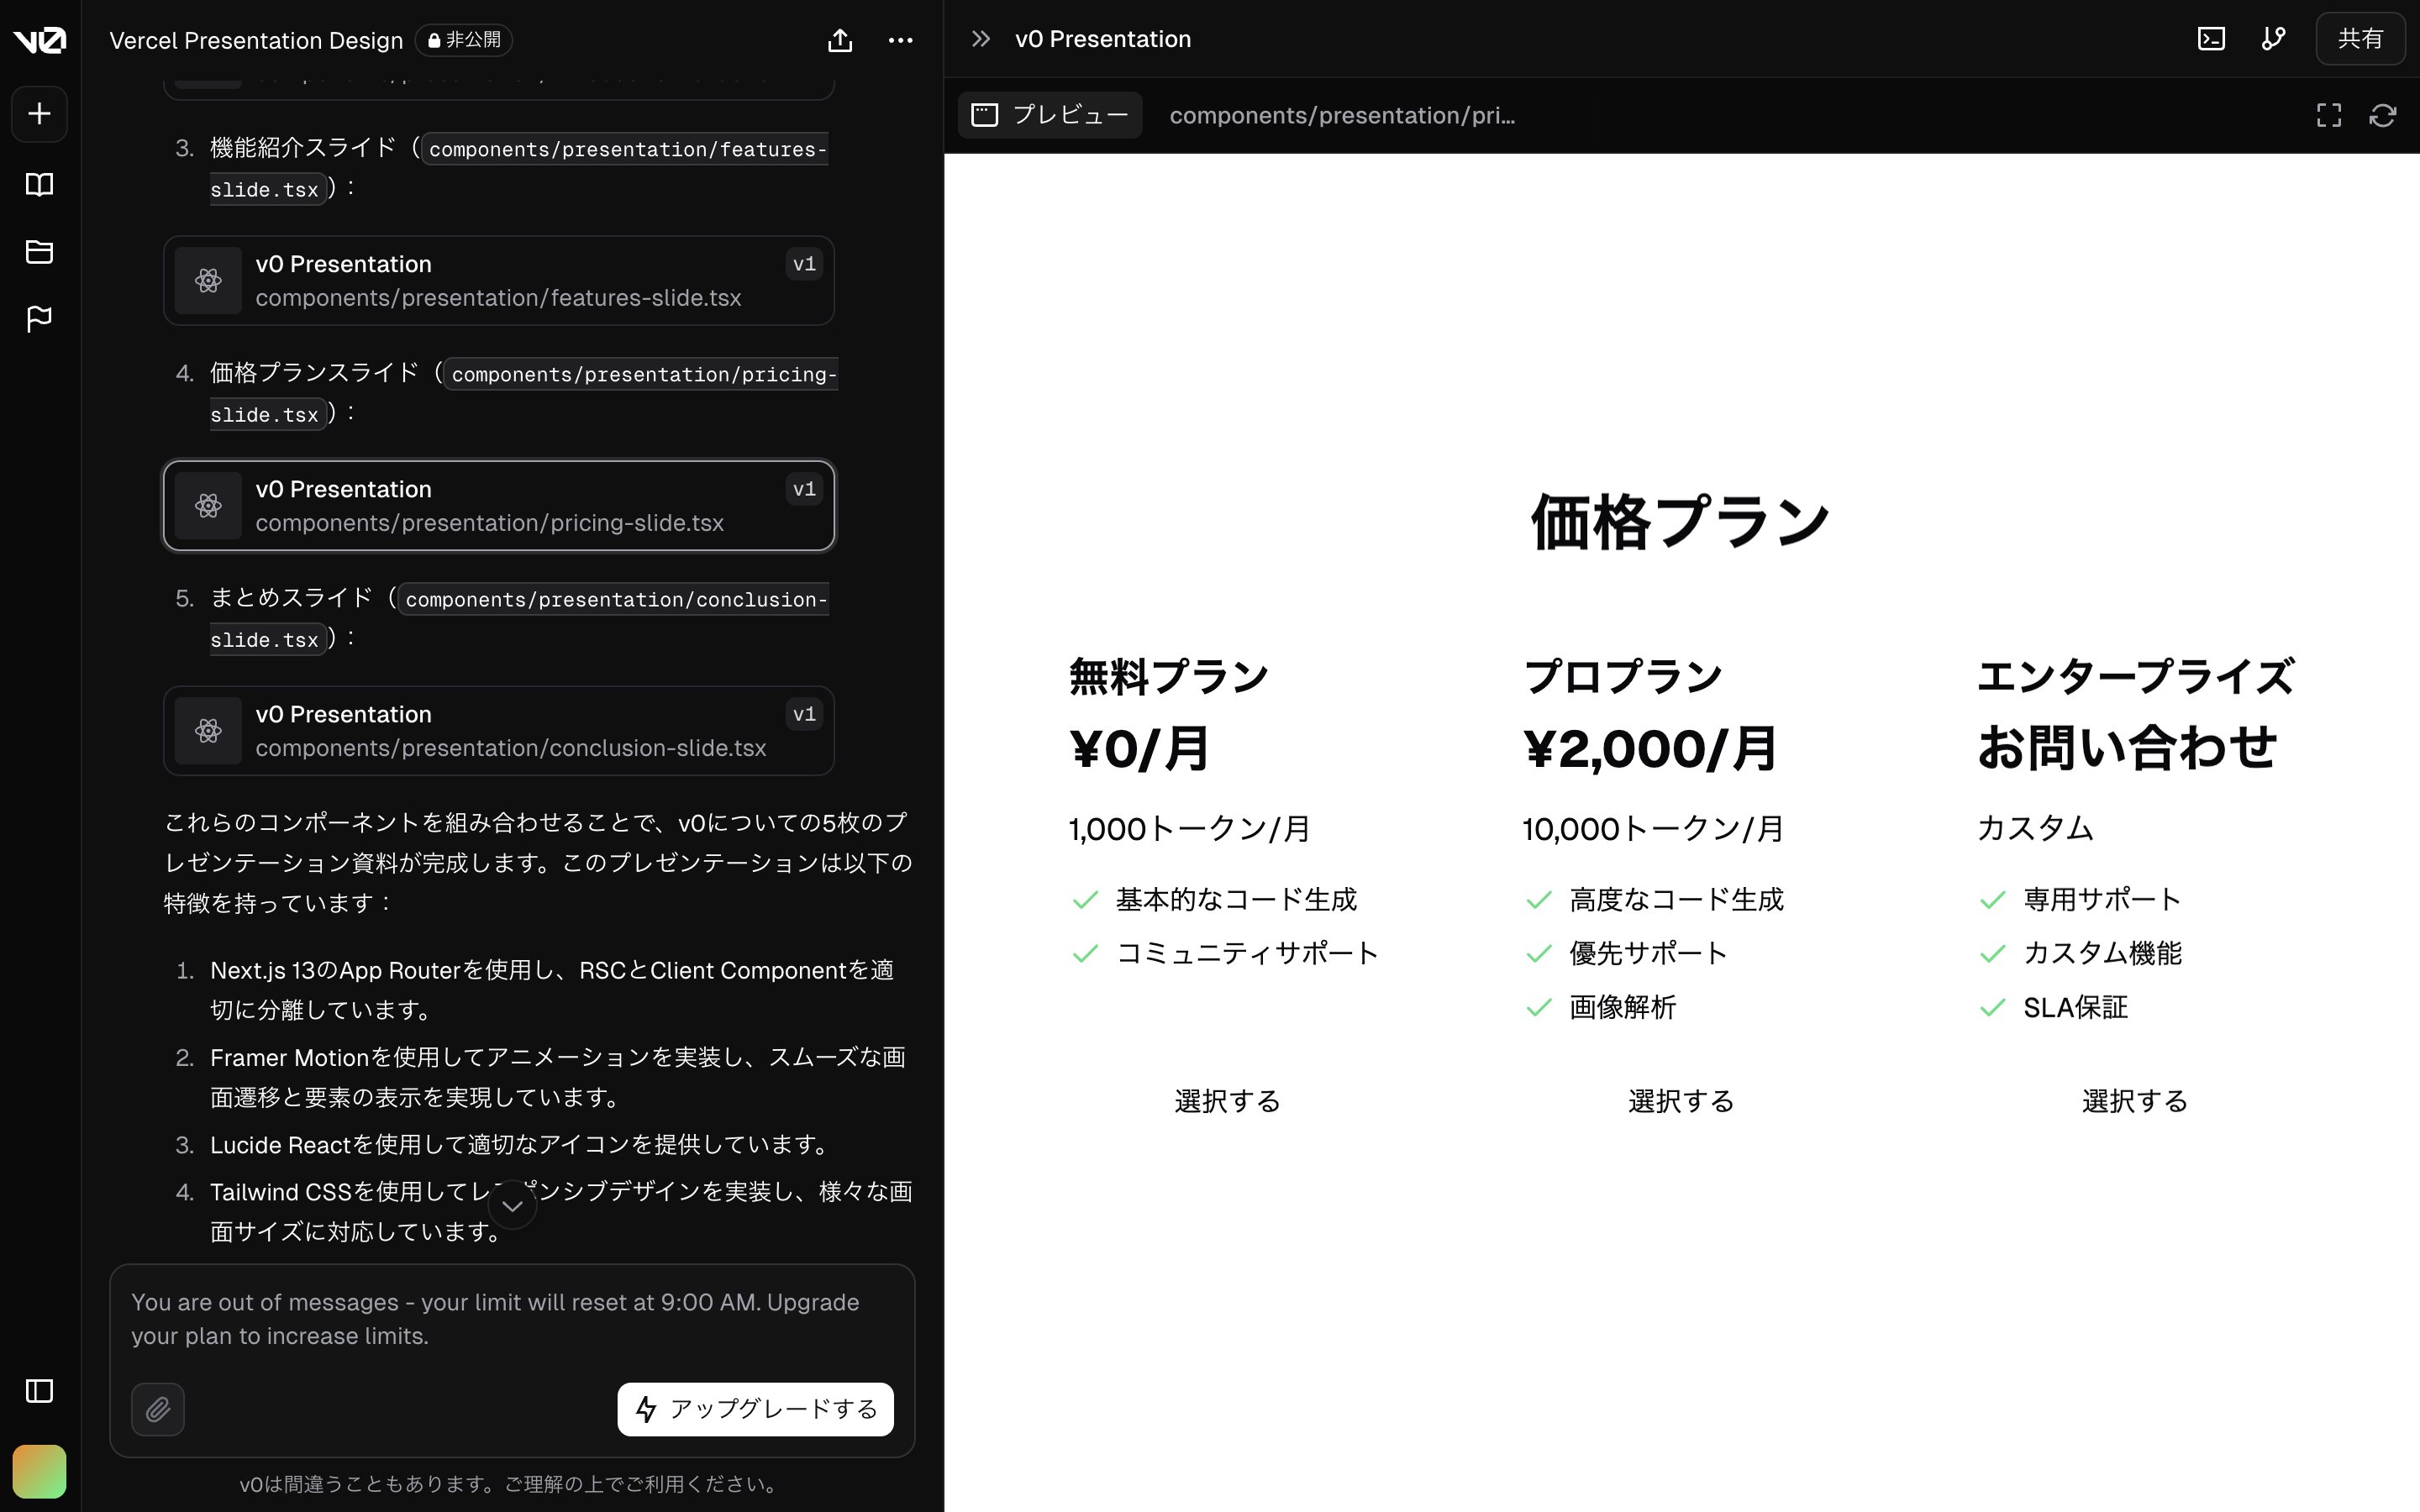 v0
Vercel Presentation Design
非公開
3. 機能紹介スライド（components/presentation/features-
slide.tsx）：
v0 Presentation
v1
components/presentation/features-slide.tsx
4. 価格プランスライド（components/presentation/pricing-
slide.tsx）：
v0 Presentation
v1
components/presentation/pricing-slide.tsx
5. まとめスライド（components/presentation/conclusion-
slide.tsx）：
v0 Presentation
v1
components/presentation/conclusion-slide.tsx
これらのコンポーネントを組み合わせることで、v0についての5枚のプ
レゼンテーション資料が完成します。このプレゼンテーションは以下の
特徴を持っています：
1. Next.js 13のApp Routerを使用し、RSCとClient Componentを適
切に分離しています。
2. Framer Motionを使用してアニメーションを実装し、スムーズな画
面遷移と要素の表示を実現しています。
3. Lucide Reactを使用して適切なアイコンを提供しています。
4. Tailwind CSSを使用してレスポンシブデザインを実装し、様々な画
面サイズに対応しています。
You are out of messages - your limit will reset at 9:00 AM. Upgrade
your plan to increase limits.
アップグレードする
v0は間違うこともあります。ご理解の上でご利用ください。
v0 Presentation
共有
プレビュー
components/presentation/pri...
価格プラン
無料プラン
¥0/月
1,000トークン/月
基本的なコード生成
コミュニティサポート
選択する
プロプラン
¥2,000/月
10,000トークン/月
高度なコード生成
優先サポート
画像解析
選択する
エンタープライズ
お問い合わせ
カスタム
専用サポート
カスタム機能
SLA保証
選択する